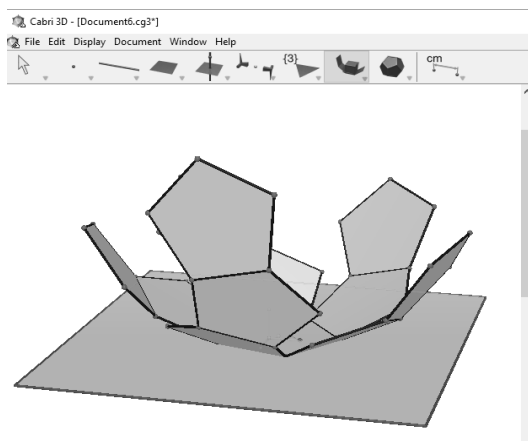 Cabri 3D - [Document6.cg3*]
File Edit Display Document Window Help
{3} cm